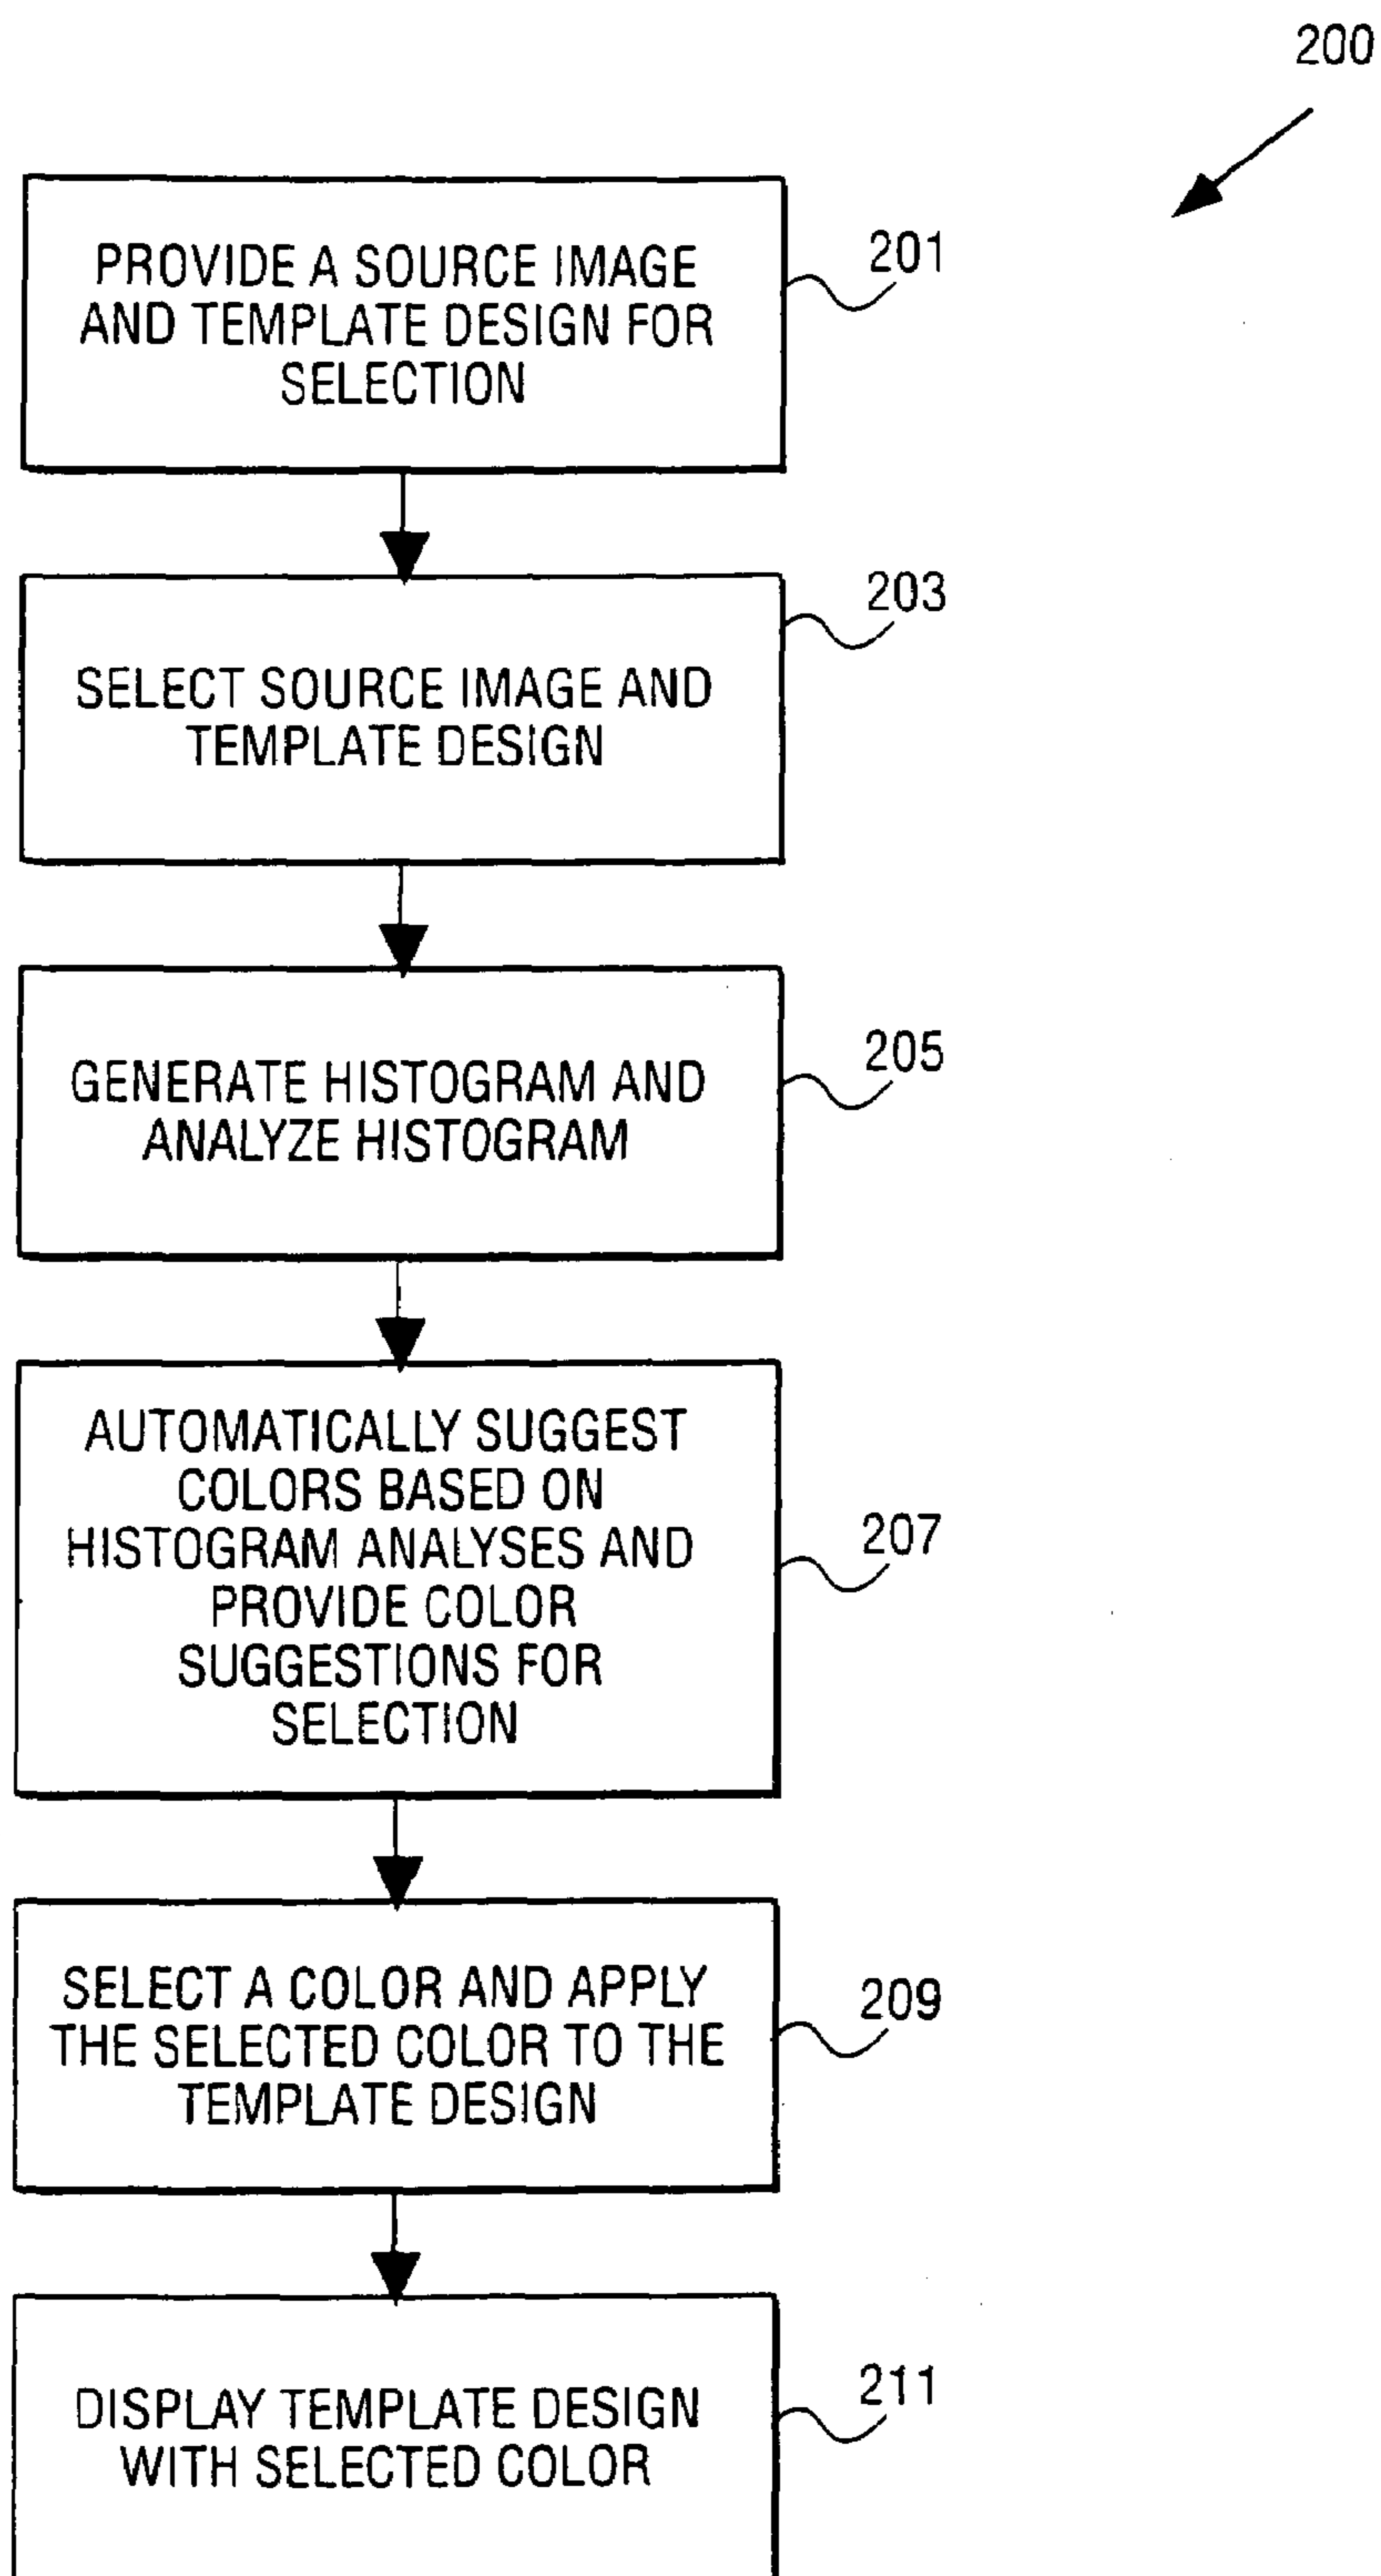 200
PROVIDE A SOURCE IMAGE
AND TEMPLATE DESIGN FOR
SELECTION
201
SELECT SOURCE IMAGE AND
TEMPLATE DESIGN
203
GENERATE HISTOGRAM AND
ANALYZE HISTOGRAM
205
AUTOMATICALLY SUGGEST
COLORS BASED ON
HISTOGRAM ANALYSES AND
PROVIDE COLOR
SUGGESTIONS FOR
SELECTION
207
SELECT A COLOR AND APPLY
THE SELECTED COLOR TO THE
TEMPLATE DESIGN
209
DISPLAY TEMPLATE DESIGN
WITH SELECTED COLOR
211